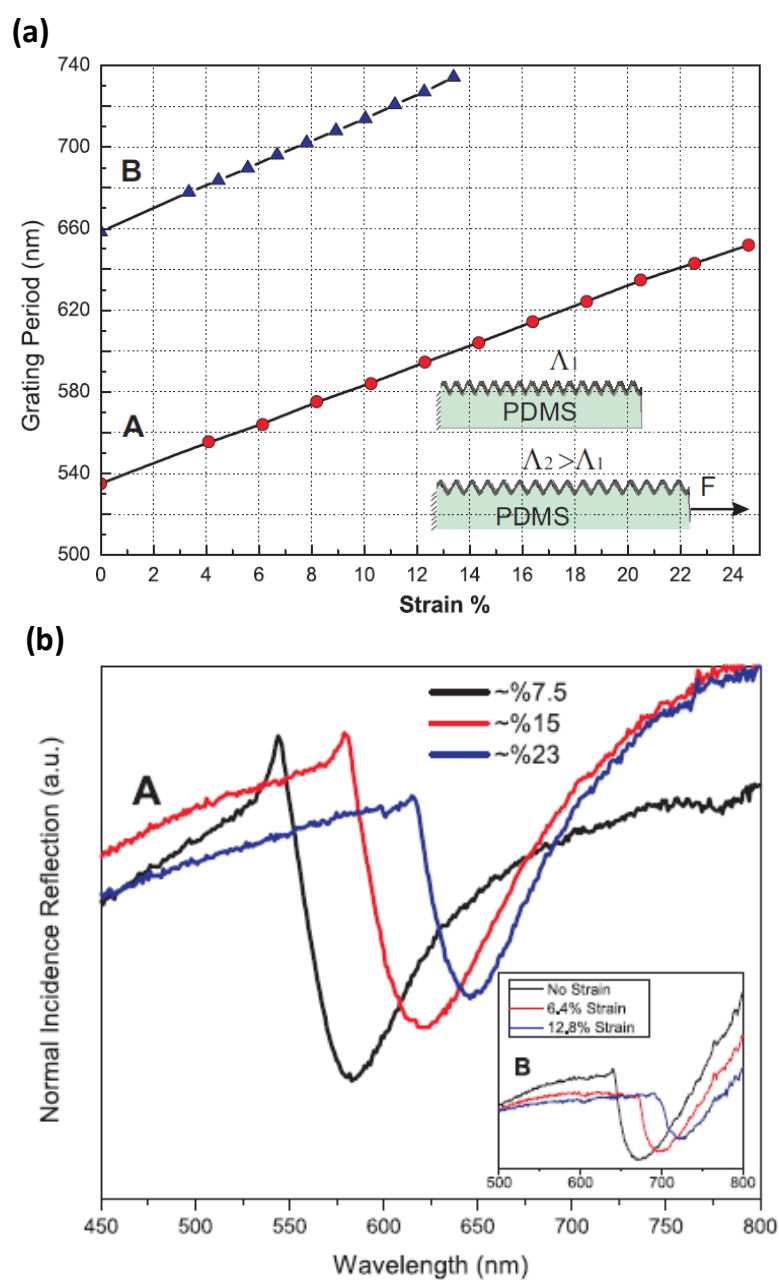 (a)
740
700
660
620
580
540
500
Grating Period (nm)
B
A
Λ1
PDMS
Λ2 >Λ1
F
PDMS
0 2 4 6 8 10 12 14 16 18 20 22 24
Strain %
(b)
A
~%7.5
~%15
~%23
Normal Incidence Reflection (a.u.)
No Strain
6.4% Strain
12.8% Strain
B
500 600 700 800
450 500 550 600 650 700 750 800
Wavelength (nm)